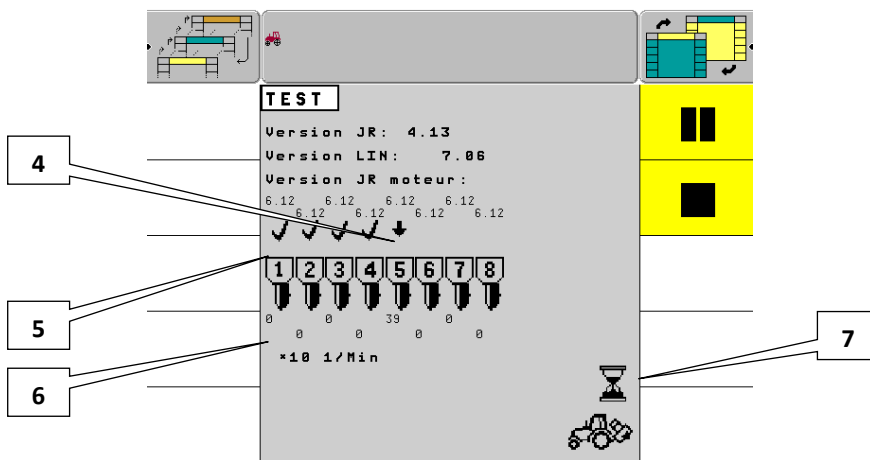 TEST
Version JR: 4.13
Version LIN: 7.06
Version JR moteur:
6.12 6.12 6.12 6.12
6.12 6.12 6.12 6.12
4
1 2 3 4 5 6 7 8
5
0 0 39 0
0 0 0 0
7
×10 1/Min
6